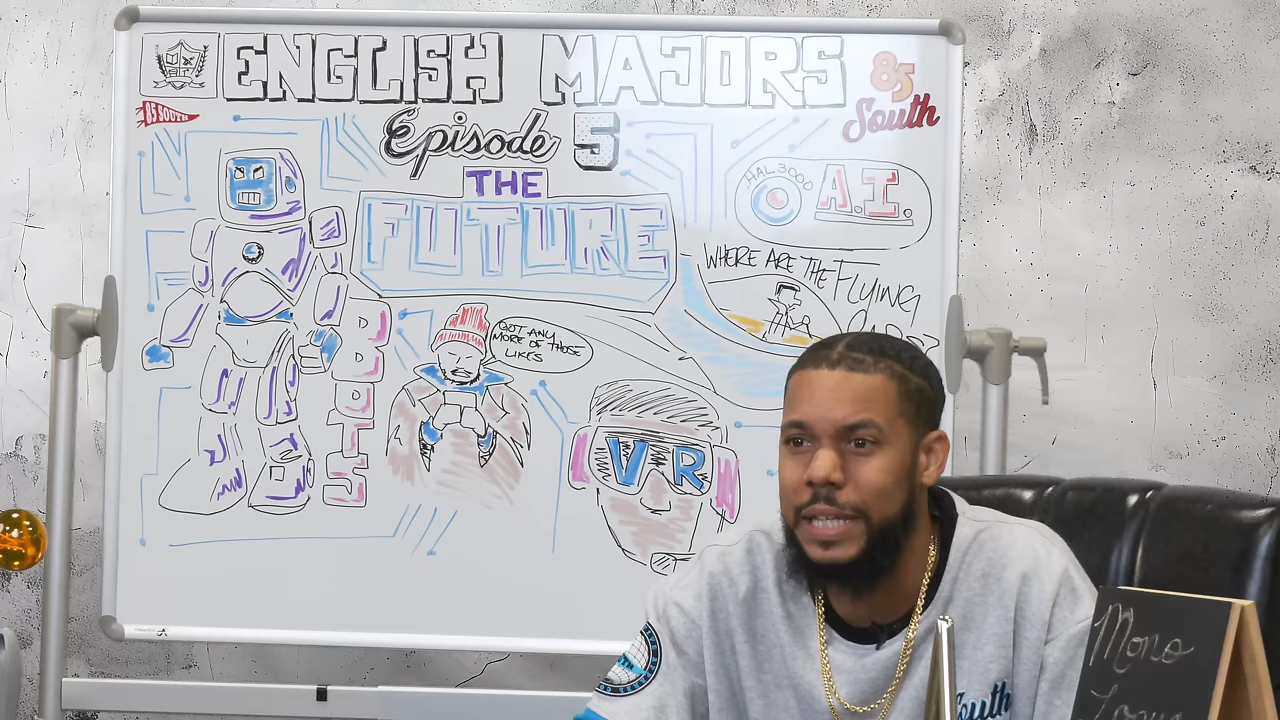 ENGLISH MAJORS
85 SOUTH
85
South
Episode 5
THE
FUTURE
HAL 3000
A.I.
WHERE ARE THE FLYING
GOT ANY
MORE OF THOSE
LIKES
VR
South
Mono